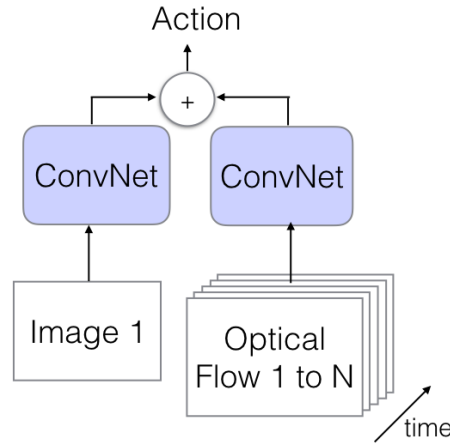 Action
+
ConvNet
ConvNet
Image 1
Optical
Flow 1 to N
time